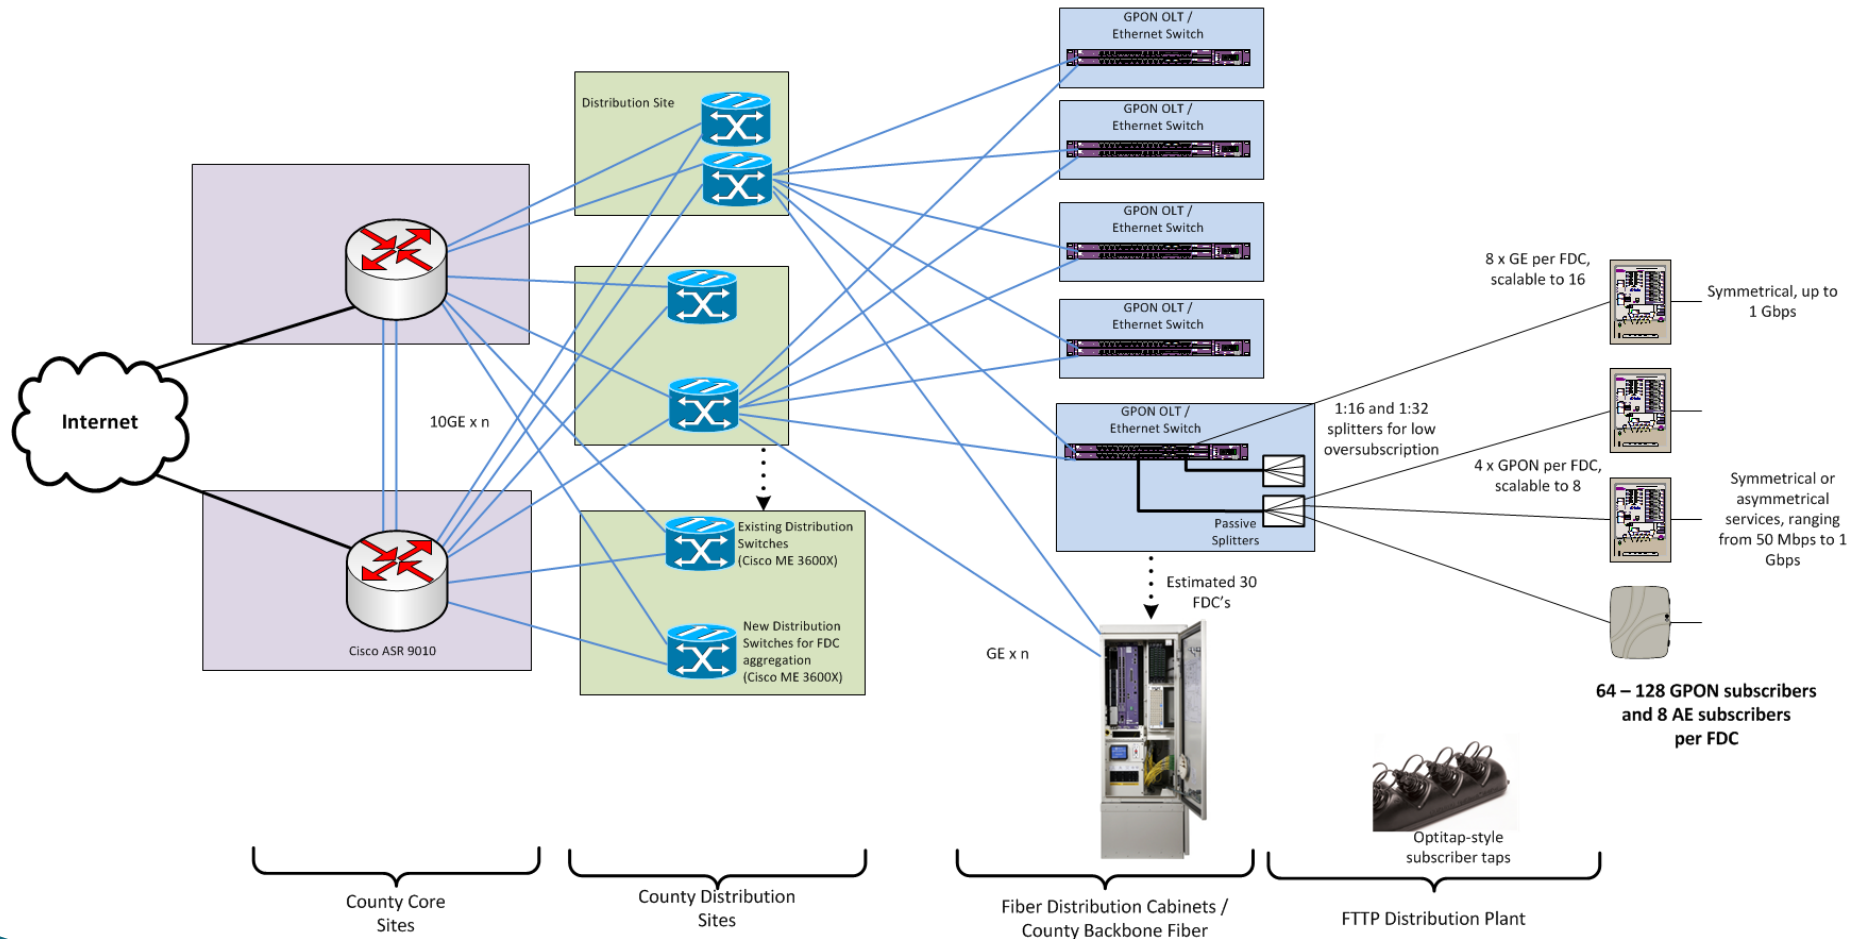 GPON OLT /
Ethernet Switch
GPON OLT /
Ethernet Switch
GPON OLT /
Ethernet Switch
GPON OLT /
Ethernet Switch
GPON OLT /
Ethernet Switch
Distribution Site
Internet
10GE x n
Cisco ASR 9010
Existing Distribution
Switches
(Cisco ME 3600X)
New Distribution
Switches for FDC
aggregation
(Cisco ME 3600X)
8 x GE per FDC,
scalable to 16
Symmetrical, up to
1 Gbps
1:16 and 1:32
splitters for low
oversubscription
4 x GPON per FDC,
scalable to 8
Passive
Splitters
Symmetrical or
asymmetrical
services, ranging
from 50 Mbps to 1
Gbps
Estimated 30
FDC's
GE x n
64 – 128 GPON subscribers
and 8 AE subscribers
per FDC
Optitap-style
subscriber taps
County Core
Sites
County Distribution
Sites
Fiber Distribution Cabinets /
County Backbone Fiber
FTTP Distribution Plant